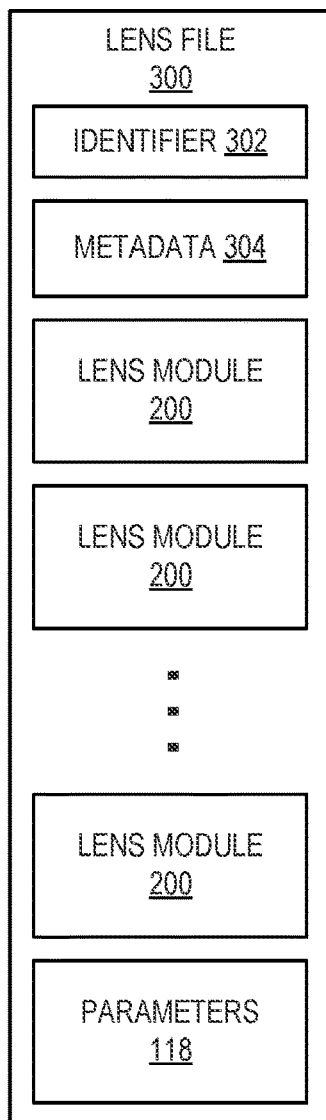 LENS FILE
300
IDENTIFIER 302
METADATA 304
LENS MODULE
200
LENS MODULE
200
LENS MODULE
200
PARAMETERS
118